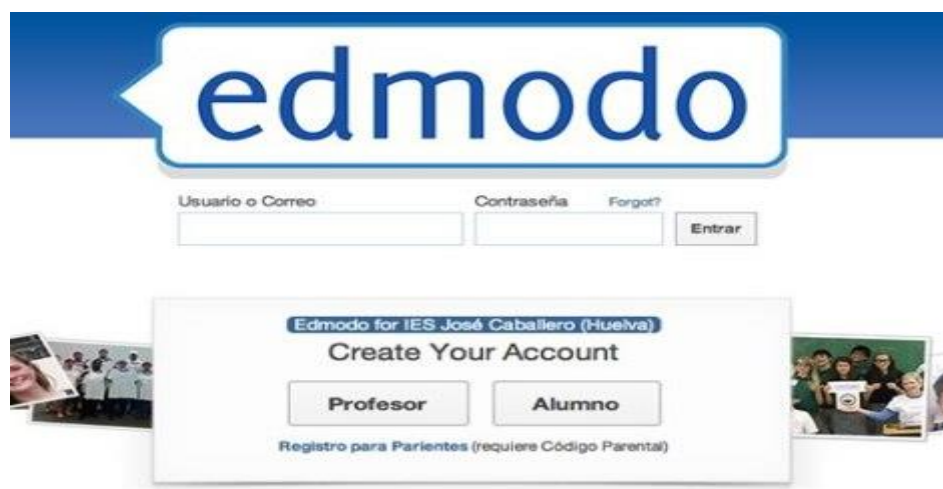 edmodo
Usuario o Correo Contraseña Forgot?
Entrar
Edmodo for IES José Caballero (Huelva)
Create Your Account
Profesor Alumno
Registro para Parientes (requiere Código Parental)